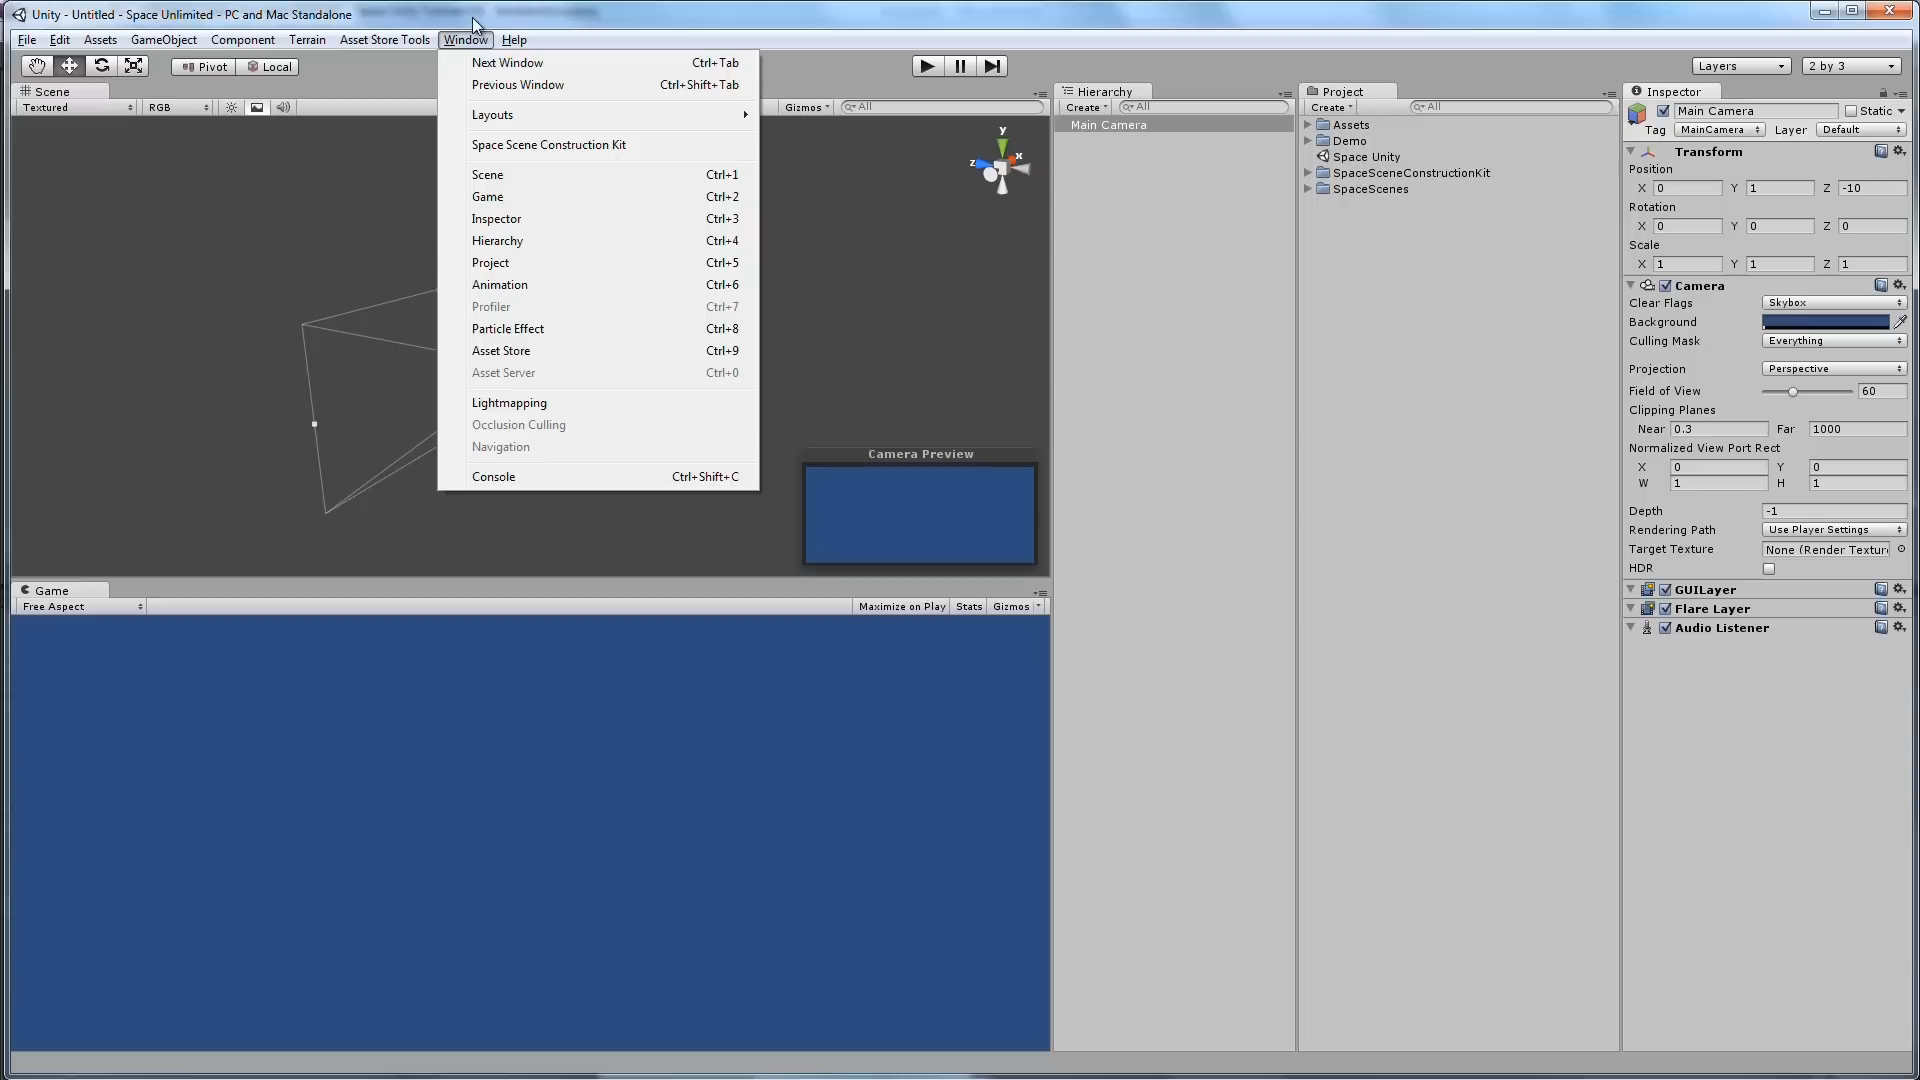 Unity - Untitled - Space Unlimited - PC and Mac Standalone
File Edit Assets GameObject Component Terrain Asset Store Tools Window Help
Pivot Local
Layers 2 by 3
Scene
Textured RGB Gizmos All
Next Window Ctrl+Tab
Previous Window Ctrl+Shift+Tab
Layouts
Space Scene Construction Kit
Scene Ctrl+1
Game Ctrl+2
Inspector Ctrl+3
Hierarchy Ctrl+4
Project Ctrl+5
Animation Ctrl+6
Profiler Ctrl+7
Particle Effect Ctrl+8
Asset Store Ctrl+9
Asset Server Ctrl+0
Lightmapping
Occlusion Culling
Navigation
Console Ctrl+Shift+C
y
z x
Camera Preview
Game
Free Aspect Maximize on Play Stats Gizmos
Hierarchy
Create All
Main Camera
Project
Create All
Assets
Demo
Space Unity
SpaceSceneConstructionKit
SpaceScenes
Inspector
Main Camera Static
Tag MainCamera Layer Default
Transform
Position
X 0 Y 1 Z -10
Rotation
X 0 Y 0 Z 0
Scale
X 1 Y 1 Z 1
Camera
Clear Flags Skybox
Background
Culling Mask Everything
Projection Perspective
Field of View 60
Clipping Planes
Near 0.3 Far 1000
Normalized View Port Rect
X 0 Y 0
W 1 H 1
Depth -1
Rendering Path Use Player Settings
Target Texture None (Render Textur
HDR
GUILayer
Flare Layer
Audio Listener